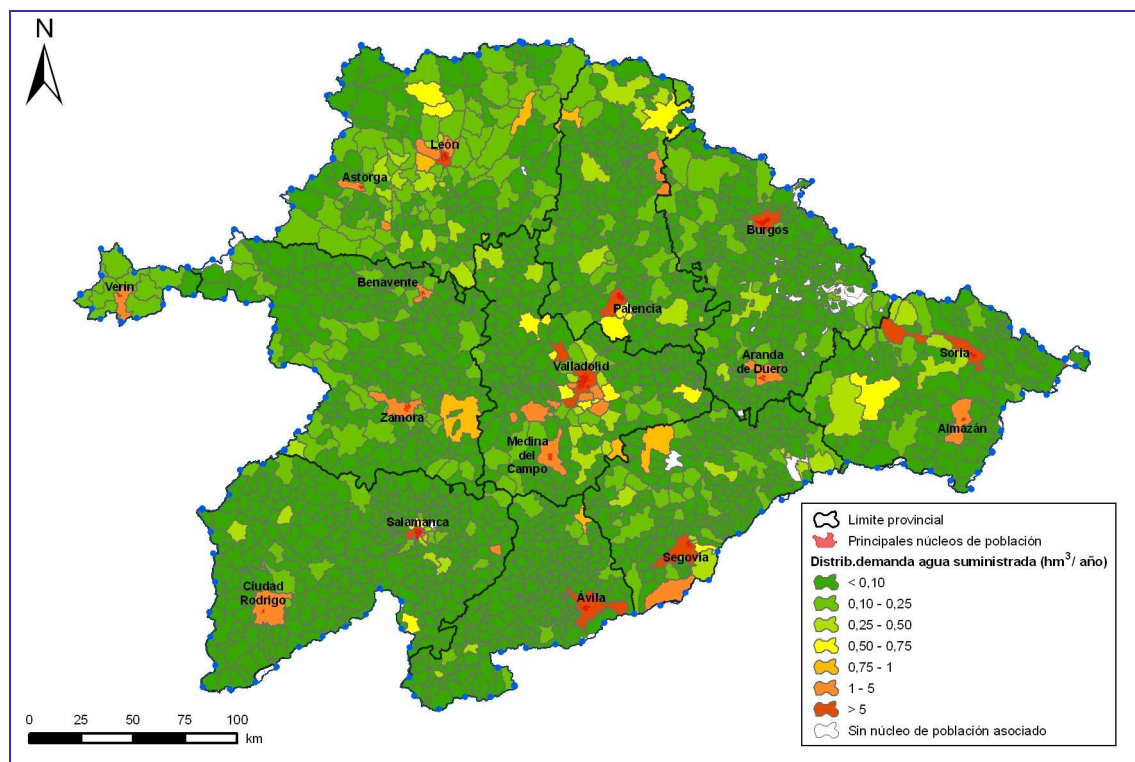 N
León
Astorga
Burgos
Verín
Benavente
Palencia
Soria
Valladolid
Aranda
de Duero
Zamora
Almazán
Medina
del
Campo
Salamanca
Segovia
Ciudad
Rodrigo
Ávila
Límite provincial
Principales núcleos de población
Distrib.demanda agua suministrada (hm³/ año)
< 0,10
0,10 - 0,25
0,25 - 0,50
0,50 - 0,75
0,75 - 1
1 - 5
> 5
Sin núcleo de población asociado
0 25 50 75 100
km